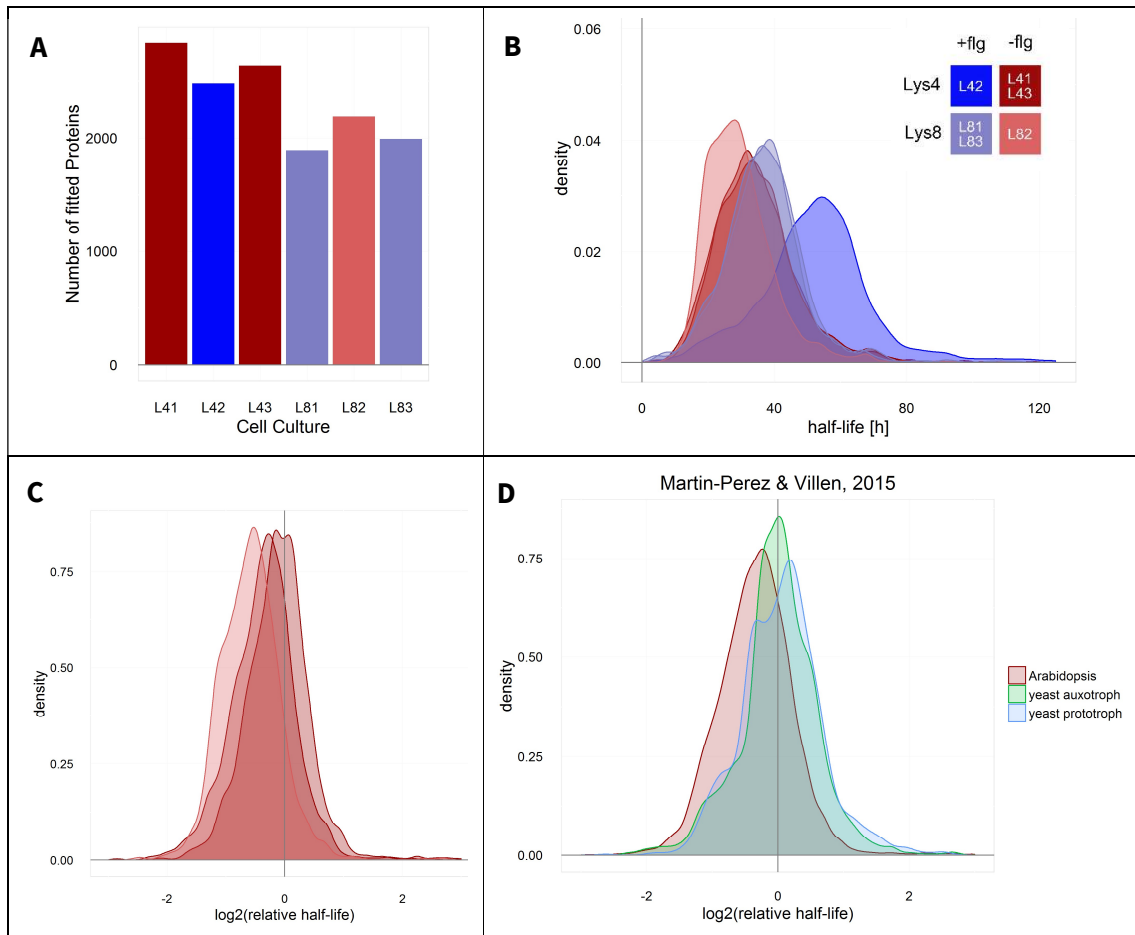 A
Number of fitted Proteins
2000
1000
0
L41 L42 L43 L81 L82 L83
Cell Culture
B
+flg -flg
Lys4 L42 L41
L43
Lys8 L81 L82
L83
density
0.06
0.04
0.02
0.00
0 40 80 120
half-life [h]
C
density
0.75
0.50
0.25
0.00
-2 0 2
log2(relative half-life)
D
Martin-Perez & Villen, 2015
density
0.75
0.50
0.25
0.00
-2 0 2
log2(relative half-life)
Arabidopsis
yeast auxotroph
yeast prototroph